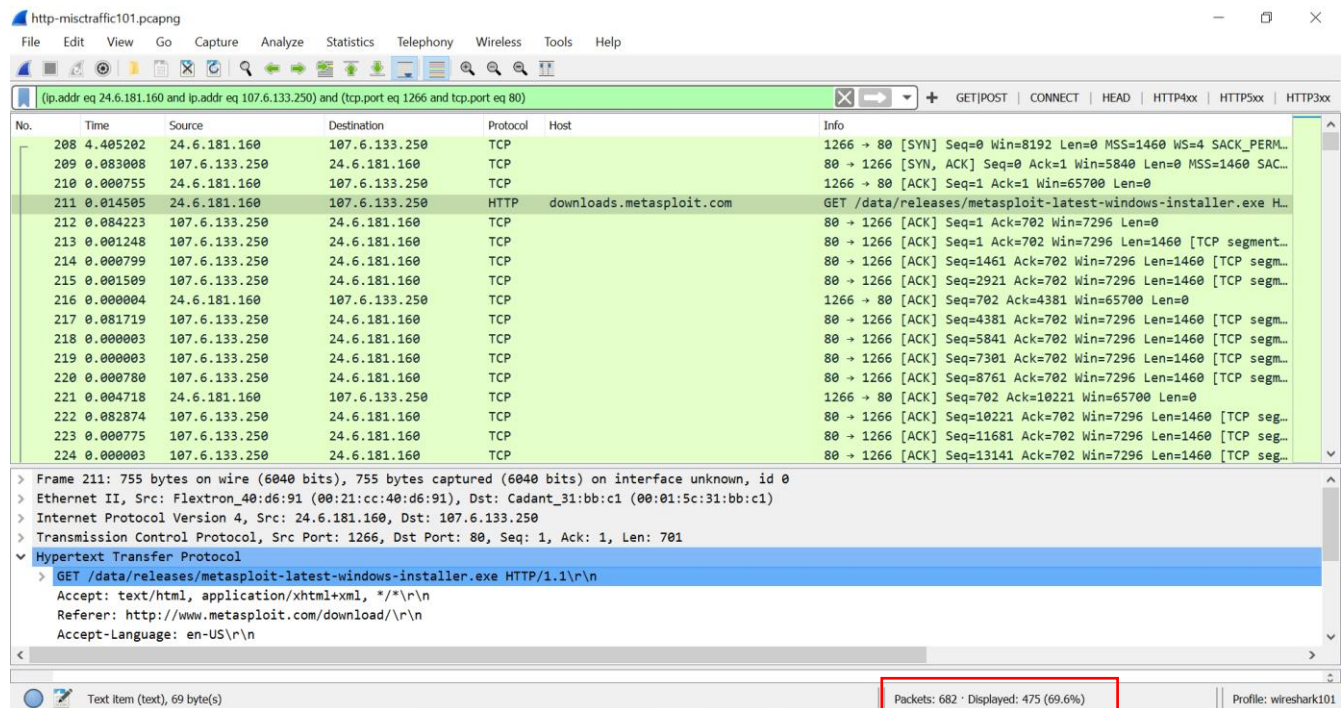 http-misctraffic101.pcapng
File Edit View Go Capture Analyze Statistics Telephony Wireless Tools Help
(ip.addr eq 24.6.181.160 and ip.addr eq 107.6.133.250) and (tcp.port eq 1266 and tcp.port eq 80) + GET|POST | CONNECT | HEAD | HTTP4xx | HTTP5xx | HTTP3xx
No. Time Source Destination Protocol Host Info
208 4.405202 24.6.181.160 107.6.133.250 TCP 1266 → 80 [SYN] Seq=0 Win=8192 Len=0 MSS=1460 WS=4 SACK_PERM…
209 0.083008 107.6.133.250 24.6.181.160 TCP 80 → 1266 [SYN, ACK] Seq=0 Ack=1 Win=5840 Len=0 MSS=1460 SAC…
210 0.000755 24.6.181.160 107.6.133.250 TCP 1266 → 80 [ACK] Seq=1 Ack=1 Win=65700 Len=0
211 0.014505 24.6.181.160 107.6.133.250 HTTP downloads.metasploit.com GET /data/releases/metasploit-latest-windows-installer.exe H…
212 0.084223 107.6.133.250 24.6.181.160 TCP 80 → 1266 [ACK] Seq=1 Ack=702 Win=7296 Len=0
213 0.001248 107.6.133.250 24.6.181.160 TCP 80 → 1266 [ACK] Seq=1 Ack=702 Win=7296 Len=1460 [TCP segment…
214 0.000799 107.6.133.250 24.6.181.160 TCP 80 → 1266 [ACK] Seq=1461 Ack=702 Win=7296 Len=1460 [TCP segm…
215 0.001509 107.6.133.250 24.6.181.160 TCP 80 → 1266 [ACK] Seq=2921 Ack=702 Win=7296 Len=1460 [TCP segm…
216 0.000004 24.6.181.160 107.6.133.250 TCP 1266 → 80 [ACK] Seq=702 Ack=4381 Win=65700 Len=0
217 0.081719 107.6.133.250 24.6.181.160 TCP 80 → 1266 [ACK] Seq=4381 Ack=702 Win=7296 Len=1460 [TCP segm…
218 0.000003 107.6.133.250 24.6.181.160 TCP 80 → 1266 [ACK] Seq=5841 Ack=702 Win=7296 Len=1460 [TCP segm…
219 0.000003 107.6.133.250 24.6.181.160 TCP 80 → 1266 [ACK] Seq=7301 Ack=702 Win=7296 Len=1460 [TCP segm…
220 0.000780 107.6.133.250 24.6.181.160 TCP 80 → 1266 [ACK] Seq=8761 Ack=702 Win=7296 Len=1460 [TCP segm…
221 0.004718 24.6.181.160 107.6.133.250 TCP 1266 → 80 [ACK] Seq=702 Ack=10221 Win=65700 Len=0
222 0.082874 107.6.133.250 24.6.181.160 TCP 80 → 1266 [ACK] Seq=10221 Ack=702 Win=7296 Len=1460 [TCP seg…
223 0.000775 107.6.133.250 24.6.181.160 TCP 80 → 1266 [ACK] Seq=11681 Ack=702 Win=7296 Len=1460 [TCP seg…
224 0.000003 107.6.133.250 24.6.181.160 TCP 80 → 1266 [ACK] Seq=13141 Ack=702 Win=7296 Len=1460 [TCP seg…
> Frame 211: 755 bytes on wire (6040 bits), 755 bytes captured (6040 bits) on interface unknown, id 0
> Ethernet II, Src: Flextron_40:d6:91 (00:21:cc:40:d6:91), Dst: Cadant_31:bb:c1 (00:01:5c:31:bb:c1)
> Internet Protocol Version 4, Src: 24.6.181.160, Dst: 107.6.133.250
> Transmission Control Protocol, Src Port: 1266, Dst Port: 80, Seq: 1, Ack: 1, Len: 701
Hypertext Transfer Protocol
> GET /data/releases/metasploit-latest-windows-installer.exe HTTP/1.1\r\n
Accept: text/html, application/xhtml+xml, */*\r\n
Referer: http://www.metasploit.com/download/\r\n
Accept-Language: en-US\r\n
Text item (text), 69 byte(s) Packets: 682 · Displayed: 475 (69.6%) Profile: wireshark101